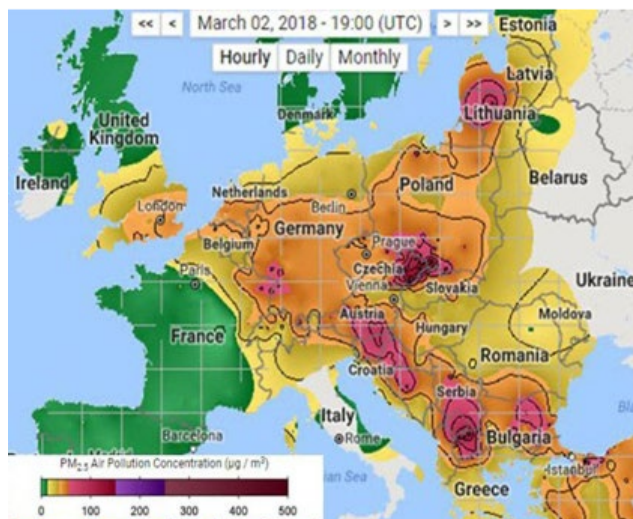 << < March 02, 2018 - 19:00 (UTC) > >>
Hourly Daily Monthly
Estonia
North Sea
Latvia
Denmark
Lithuania
United
Kingdom
Ireland
Belarus
Netherlands
Berlin
Poland
London
Germany
Belgium
Prague
Czechia
Paris
Vienna
Slovakia
Ukraine
Austria
France
Hungary
Moldova
Romania
Croatia
Serbia
Italy
Barcelona
Rome
Bulgaria
Istanbul
Greece
PM2.5 Air Pollution Concentration (µg / m³)
0 100 200 300 400 500